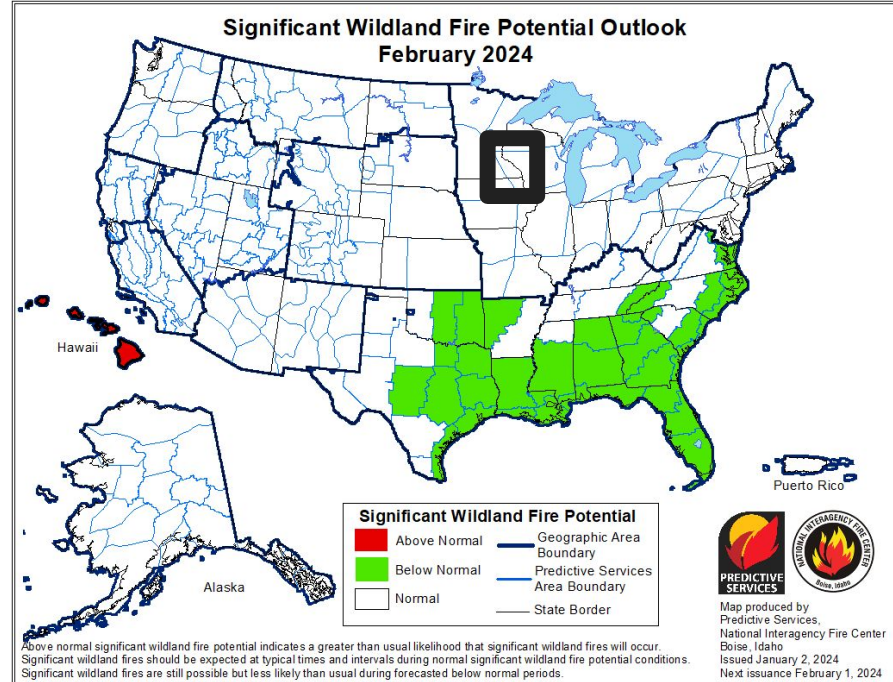 Significant Wildland Fire Potential Outlook
February 2024
Hawaii
Puerto Rico
Alaska
Significant Wildland Fire Potential
Above Normal
Below Normal
Normal
Geographic Area
Boundary
Predictive Services
Area Boundary
State Border
PREDICTIVE
SERVICES
NATIONAL INTERAGENCY FIRE CENTER
Boise, Idaho
Map produced by
Predictive Services,
National Interagency Fire Center
Boise, Idaho
Issued January 2, 2024
Next issuance February 1, 2024
Above normal significant wildland fire potential indicates a greater than usual likelihood that significant wildland fires will occur.
Significant wildland fires should be expected at typical times and intervals during normal significant wildland fire potential conditions.
Significant wildland fires are still possible but less likely than usual during forecasted below normal periods.